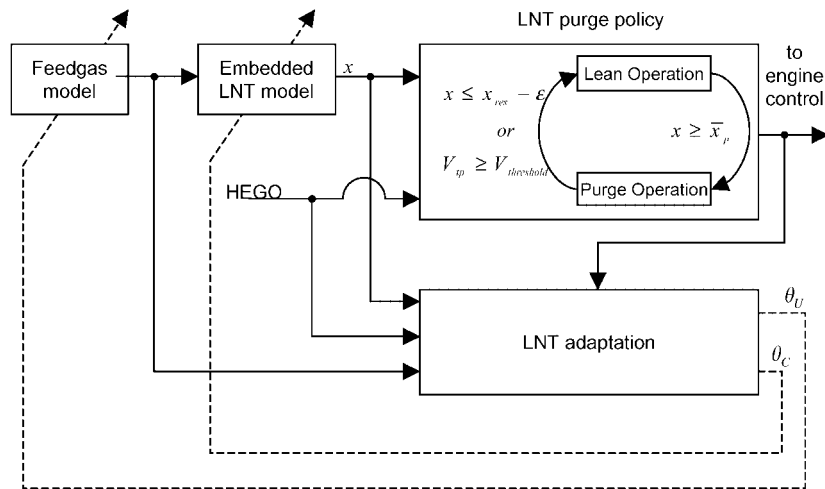 LNT purge policy
to
engine
control
Feedgas
model
Embedded
LNT model
x
Lean Operation
x ≤ x_res − ε
or
V_tp ≥ V_threshold
x ≥ x̅_p
Purge Operation
HEGO
LNT adaptation
θ_U
θ_C